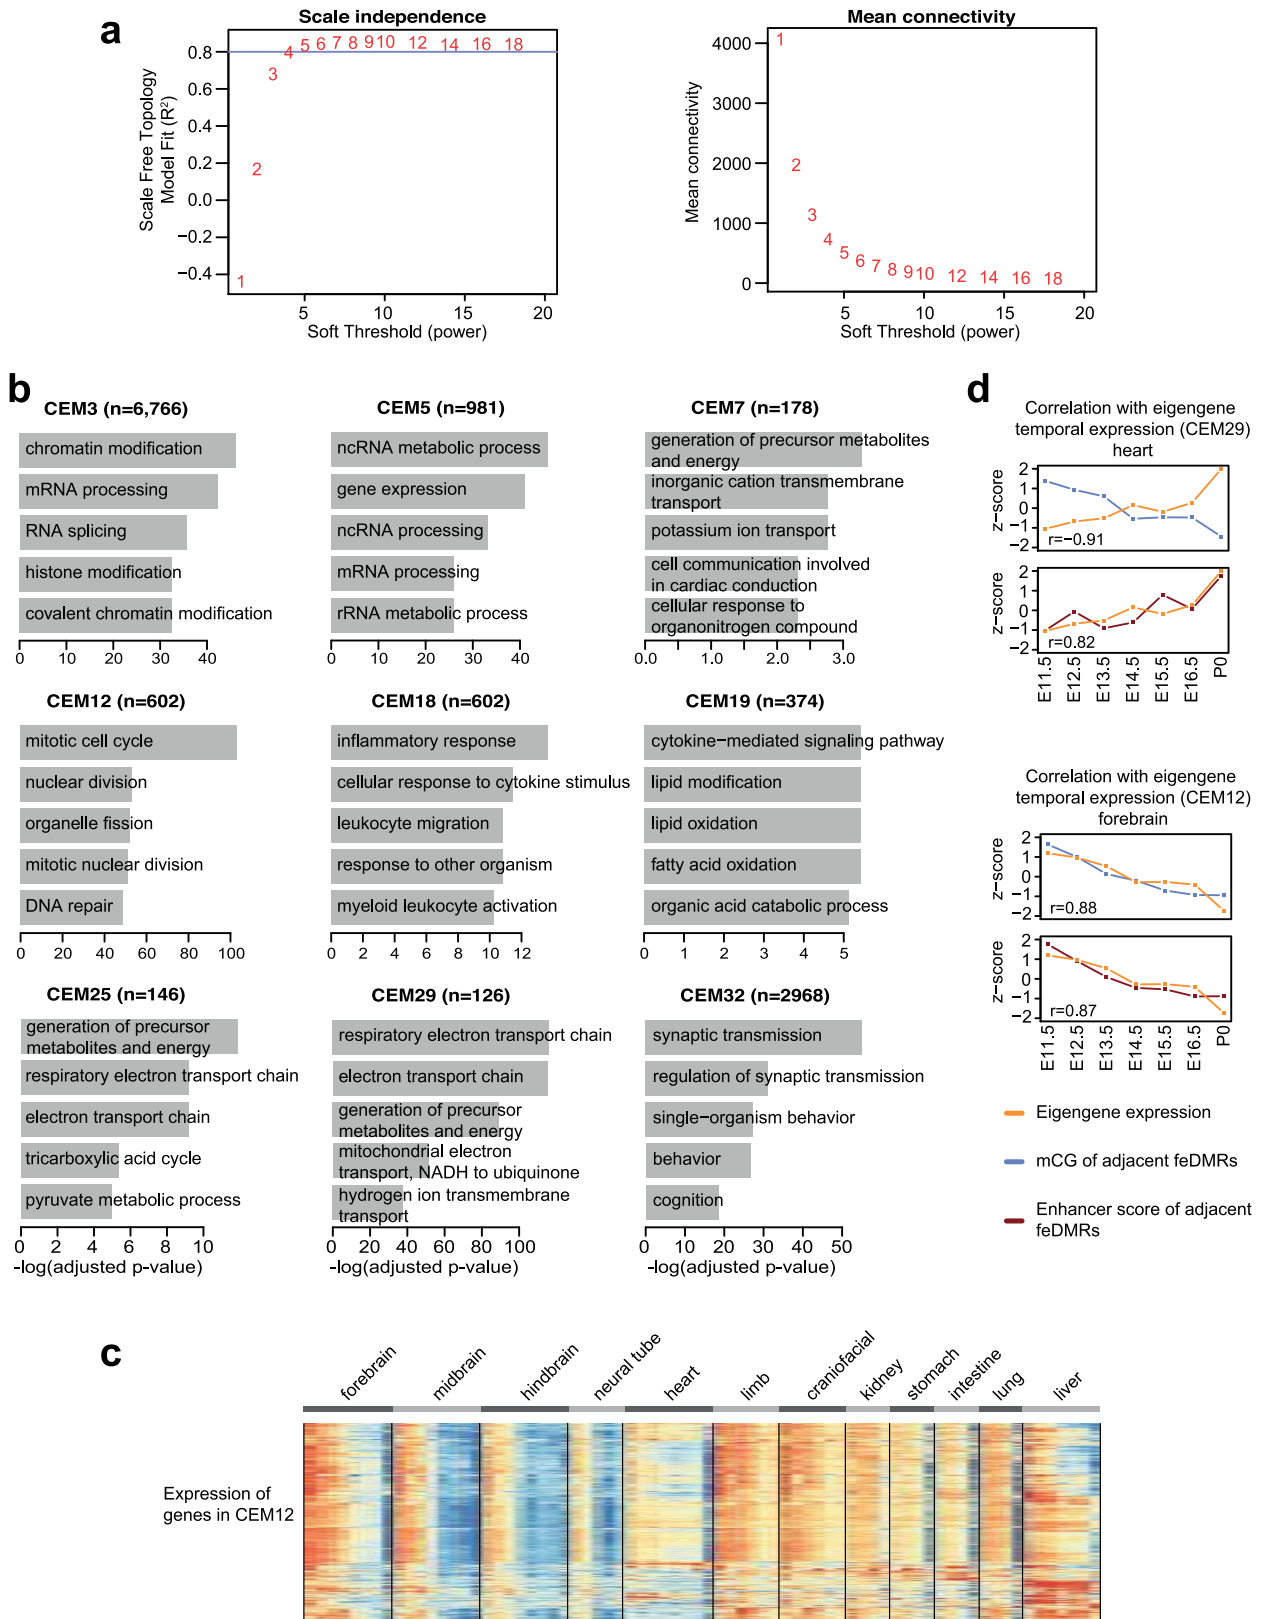 a
Scale independence
Scale Free Topology
Model Fit (R²)
0.8
0.6
0.4
0.2
0.0
−0.2
−0.4
1
2
3
4
5
6
7
8
9
10
12
14
16
18
5
10
15
20
Soft Threshold (power)
Mean connectivity
Mean connectivity
4000
3000
2000
1000
0
1
2
3
4
5
6
7
8
9
10
12
14
16
18
5
10
15
20
Soft Threshold (power)
b
CEM3 (n=6,766)
chromatin modification
mRNA processing
RNA splicing
histone modification
covalent chromatin modification
0 10 20 30 40
CEM5 (n=981)
ncRNA metabolic process
gene expression
ncRNA processing
mRNA processing
rRNA metabolic process
0 10 20 30 40
CEM7 (n=178)
generation of precursor metabolites
and energy
inorganic cation transmembrane
transport
potassium ion transport
cell communication involved
in cardiac conduction
cellular response to
organonitrogen compound
0.0 1.0 2.0 3.0
CEM12 (n=602)
mitotic cell cycle
nuclear division
organelle fission
mitotic nuclear division
DNA repair
0 20 40 60 80 100
CEM18 (n=602)
inflammatory response
cellular response to cytokine stimulus
leukocyte migration
response to other organism
myeloid leukocyte activation
0 2 4 6 8 10 12
CEM19 (n=374)
cytokine−mediated signaling pathway
lipid modification
lipid oxidation
fatty acid oxidation
organic acid catabolic process
0 1 2 3 4 5
CEM25 (n=146)
generation of precursor
metabolites and energy
respiratory electron transport chain
electron transport chain
tricarboxylic acid cycle
pyruvate metabolic process
0 2 4 6 8 10
-log(adjusted p-value)
CEM29 (n=126)
respiratory electron transport chain
electron transport chain
generation of precursor
metabolites and energy
mitochondrial electron
transport, NADH to ubiquinone
hydrogen ion transmembrane
transport
0 20 40 60 80 100
-log(adjusted p-value)
CEM32 (n=2968)
synaptic transmission
regulation of synaptic transmission
single−organism behavior
behavior
cognition
0 10 20 30 40 50
-log(adjusted p-value)
d
Correlation with eigengene
temporal expression (CEM29)
heart
z−score
2
1
0
−1
−2
r=−0.91
z−score
2
1
0
−1
−2
r=0.82
E11.5
E12.5
E13.5
E14.5
E15.5
E16.5
P0
Correlation with eigengene
temporal expression (CEM12)
forebrain
z−score
2
1
0
−1
−2
r=0.88
z−score
2
1
0
−1
−2
r=0.87
E11.5
E12.5
E13.5
E14.5
E15.5
E16.5
P0
Eigengene expression
mCG of adjacent feDMRs
Enhancer score of adjacent
feDMRs
c
forebrain
midbrain
hindbrain
neural tube
heart
limb
craniofacial
kidney
stomach
intestine
lung
liver
Expression of
genes in CEM12